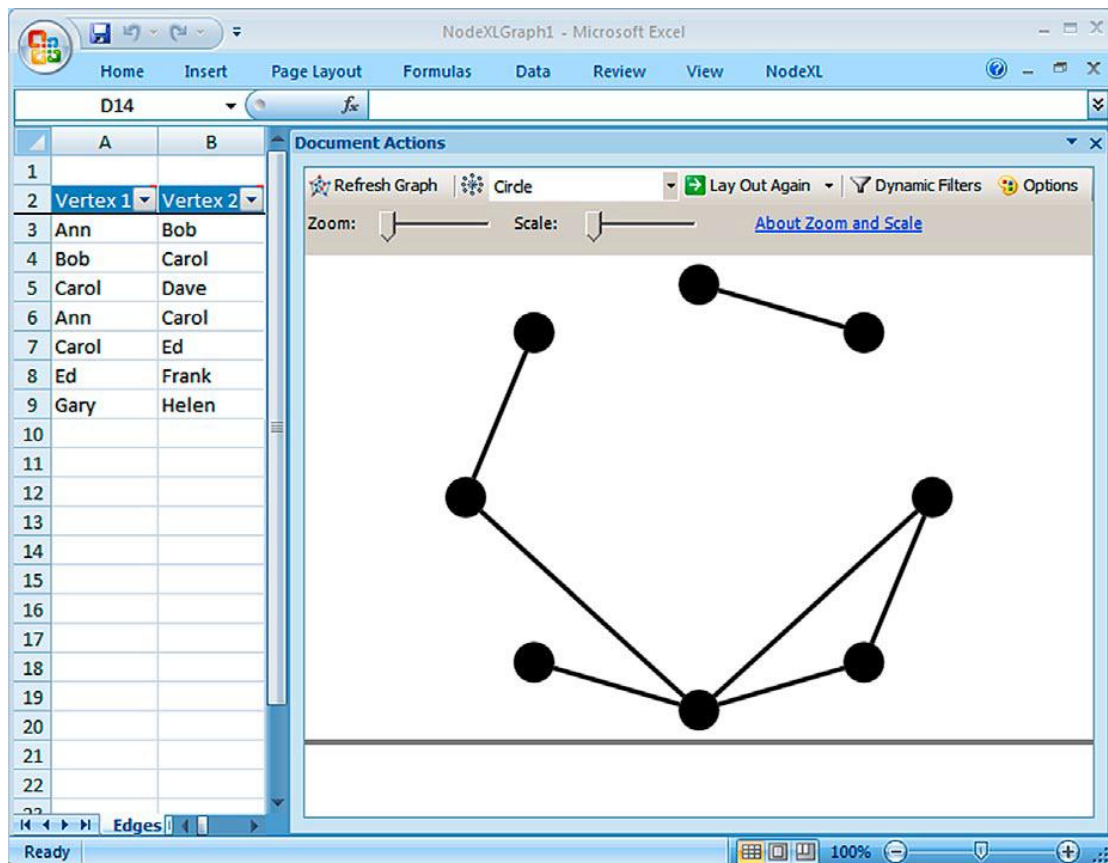 NodeXLGraph1 - Microsoft Excel
Home Insert Page Layout Formulas Data Review View NodeXL
D14 fx
A B Document Actions
1
Refresh Graph Circle Lay Out Again Dynamic Filters Options
2 Vertex 1 Vertex 2
Zoom: Scale: About Zoom and Scale
3 Ann Bob
4 Bob Carol
5 Carol Dave
6 Ann Carol
7 Carol Ed
8 Ed Frank
9 Gary Helen
10
11
12
13
14
15
16
17
18
19
20
21
22
23
Edges
Ready 100%